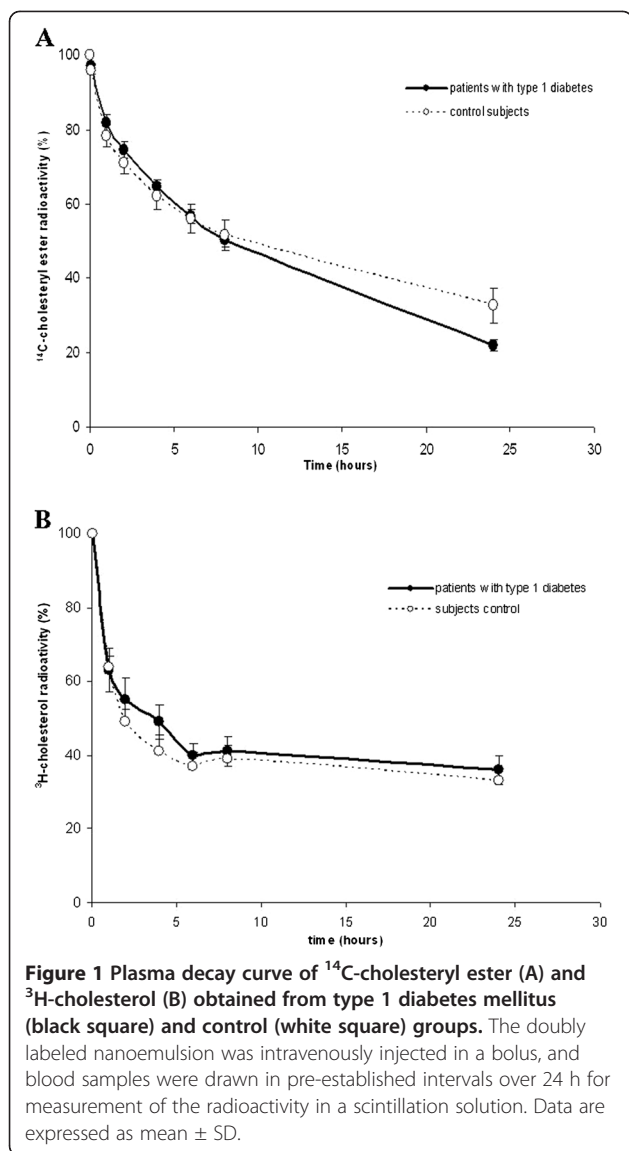 A
100
80
60
40
20
0
¹⁴C-cholesteryl ester radioactivity (%)
patients with type 1 diabetes
control subjects
0 5 10 15 20 25 30
Time (hours)
B
100
80
60
40
20
0
³H-cholesterol radioativity (%)
patients with type 1 diabetes
subjects control
0 5 10 15 20 25 30
time (hours)
Figure 1 Plasma decay curve of ¹⁴C-cholesteryl ester (A) and
³H-cholesterol (B) obtained from type 1 diabetes mellitus
(black square) and control (white square) groups. The doubly
labeled nanoemulsion was intravenously injected in a bolus, and
blood samples were drawn in pre-established intervals over 24 h for
measurement of the radioactivity in a scintillation solution. Data are
expressed as mean ± SD.